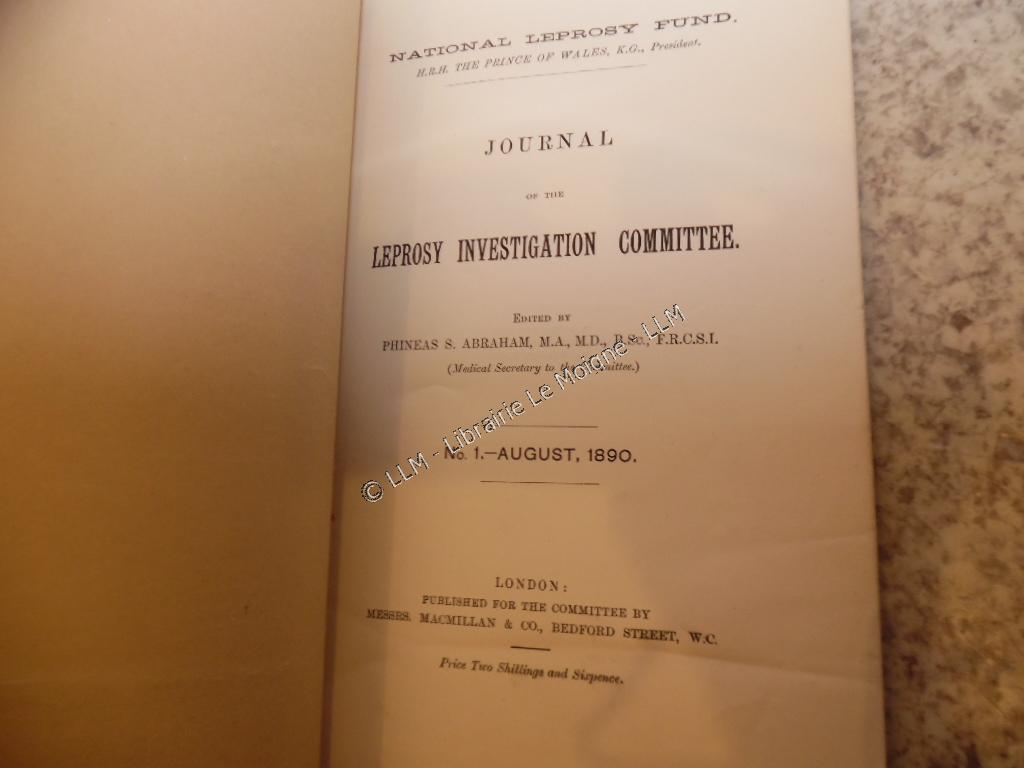 NATIONAL LEPROSY FUND.
H.R.H. THE PRINCE OF WALES, K.G., President.
JOURNAL
OF THE
LEPROSY INVESTIGATION COMMITTEE.
EDITED BY
PHINEAS S. ABRAHAM, M.A., M.D., B.Sc., F.R.C.S.I.
(Medical Secretary to the Committee.)
© LLM - Librairie Le Moigne - LLM
No. 1.—AUGUST, 1890.
LONDON:
PUBLISHED FOR THE COMMITTEE BY
MESSRS. MACMILLAN & CO., BEDFORD STREET, W.C.
Price Two Shillings and Sixpence.